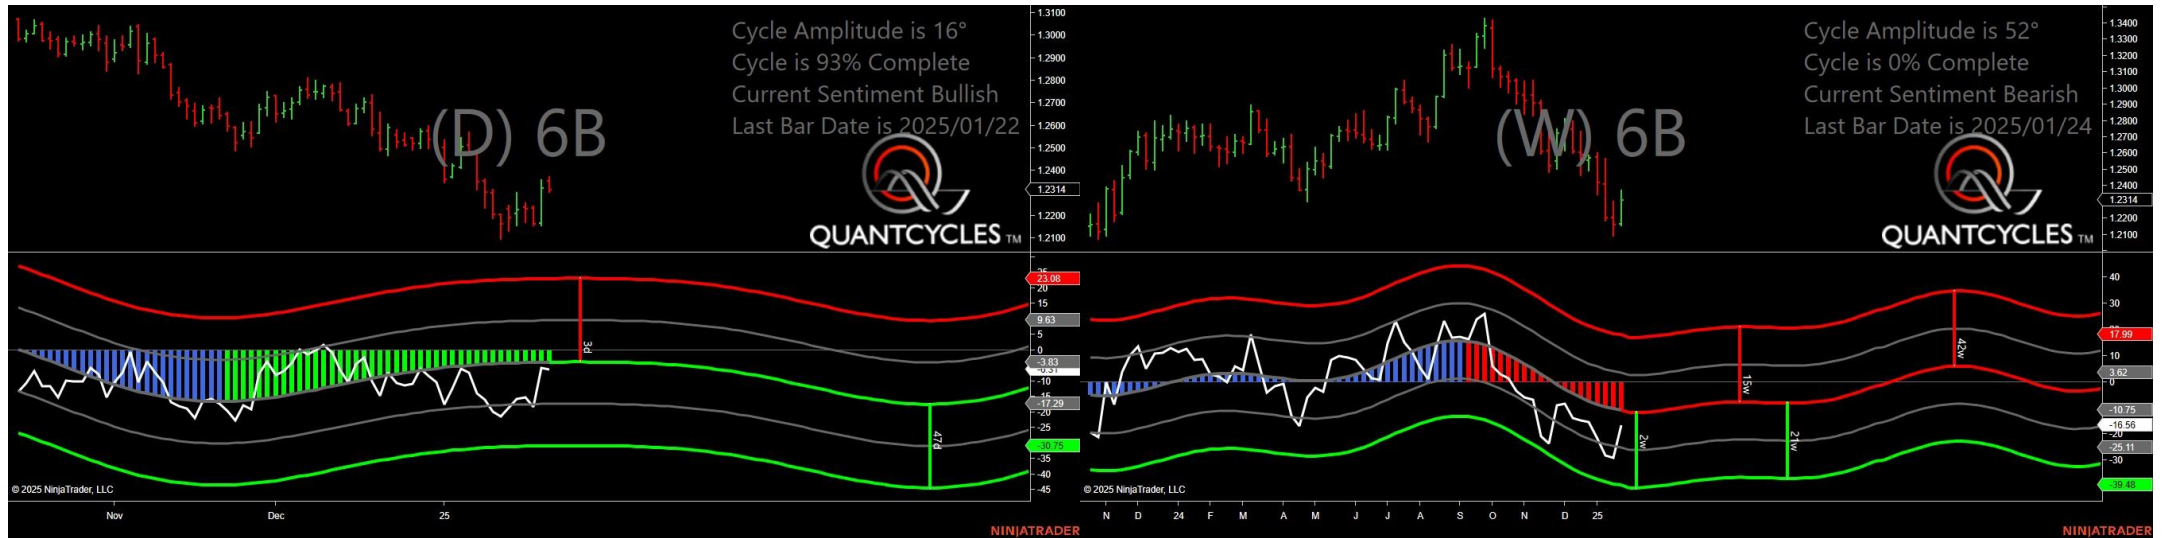 Cycle Amplitude is 16°
Cycle is 93% Complete
Current Sentiment Bullish
Last Bar Date is 2025/01/22
(D) 6B
QUANTCYCLES TM
1.3100
1.3000
1.2900
1.2800
1.2700
1.2600
1.2500
1.2400
1.2314
1.2200
1.2100
25
23.08
20
15
9.63
5
0
-3.83
-6.31
-10
-15
-17.29
-20
-25
-30.75
-35
-40
-45
3d
47d
© 2025 NinjaTrader, LLC
Nov
Dec
25
NINJATRADER
Cycle Amplitude is 52°
Cycle is 0% Complete
Current Sentiment Bearish
Last Bar Date is 2025/01/24
(W) 6B
QUANTCYCLES TM
1.3400
1.3300
1.3100
1.3000
1.2900
1.2800
1.2700
1.2600
1.2500
1.2400
1.2314
1.2200
1.2100
40
30
17.99
10
3.62
0
-10.75
-16.56
-20
-25.11
-30
-39.48
2w
15w
21w
42w
© 2025 NinjaTrader, LLC
N
D
24
F
M
A
M
J
J
A
S
O
N
D
25
NINJATRADER